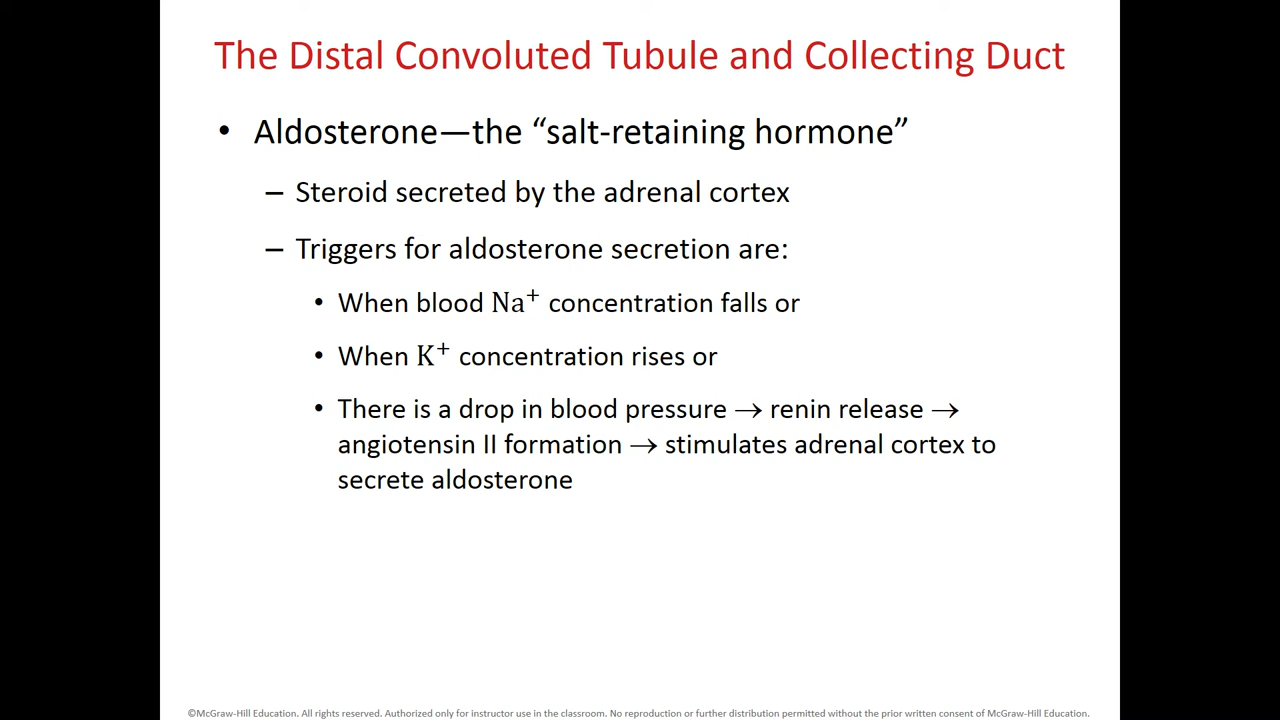 The Distal Convoluted Tubule and Collecting Duct
• Aldosterone—the “salt-retaining hormone”
– Steroid secreted by the adrenal cortex
– Triggers for aldosterone secretion are:
• When blood Na⁺ concentration falls or
• When K⁺ concentration rises or
• There is a drop in blood pressure → renin release →
angiotensin II formation → stimulates adrenal cortex to
secrete aldosterone
©McGraw-Hill Education. All rights reserved. Authorized only for instructor use in the classroom. No reproduction or further distribution permitted without the prior written consent of McGraw-Hill Education.